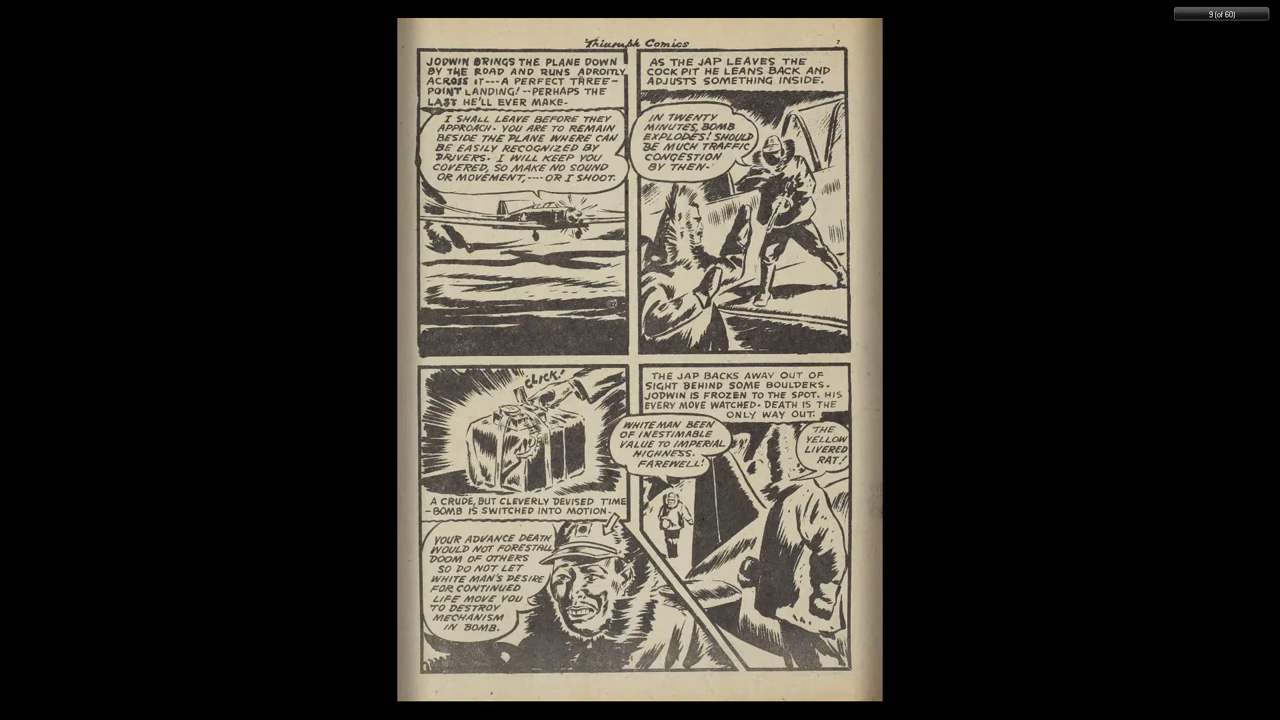 9 (of 60)
Triumph Comics
7
JODWIN BRINGS THE PLANE DOWN
BY THE ROAD AND RUNS ADROITLY
ACROSS IT---A PERFECT THREE-
POINT LANDING!--PERHAPS THE
LAST HE'LL EVER MAKE-
I SHALL LEAVE BEFORE THEY
APPROACH. YOU ARE TO REMAIN
BESIDE THE PLANE WHERE CAN
BE EASILY RECOGNIZED BY
DRIVERS. I WILL KEEP YOU
COVERED, SO MAKE NO SOUND
OR MOVEMENT,----OR I SHOOT.
AS THE JAP LEAVES THE
COCKPIT HE LEANS BACK AND
ADJUSTS SOMETHING INSIDE.
IN TWENTY
MINUTES, BOMB
EXPLODES! SHOULD
BE MUCH TRAFFIC
CONGESTION
BY THEN-
CLICK!
A CRUDE, BUT CLEVERLY DEVISED TIME
-BOMB IS SWITCHED INTO MOTION.
YOUR ADVANCE DEATH
WOULD NOT FORESTALL
DOOM OF OTHERS
SO DO NOT LET
WHITE MAN'S DESIRE
FOR CONTINUED
LIFE MOVE YOU
TO DESTROY
MECHANISM
IN BOMB.
THE JAP BACKS AWAY OUT OF
SIGHT BEHIND SOME BOULDERS.
JODWIN IS FROZEN TO THE SPOT. HIS
EVERY MOVE WATCHED. DEATH IS THE
ONLY WAY OUT.
WHITE MAN BEEN
OF INESTIMABLE
VALUE TO IMPERIAL
HIGHNESS.
FAREWELL!
THE
YELLOW
LIVERED
RAT!